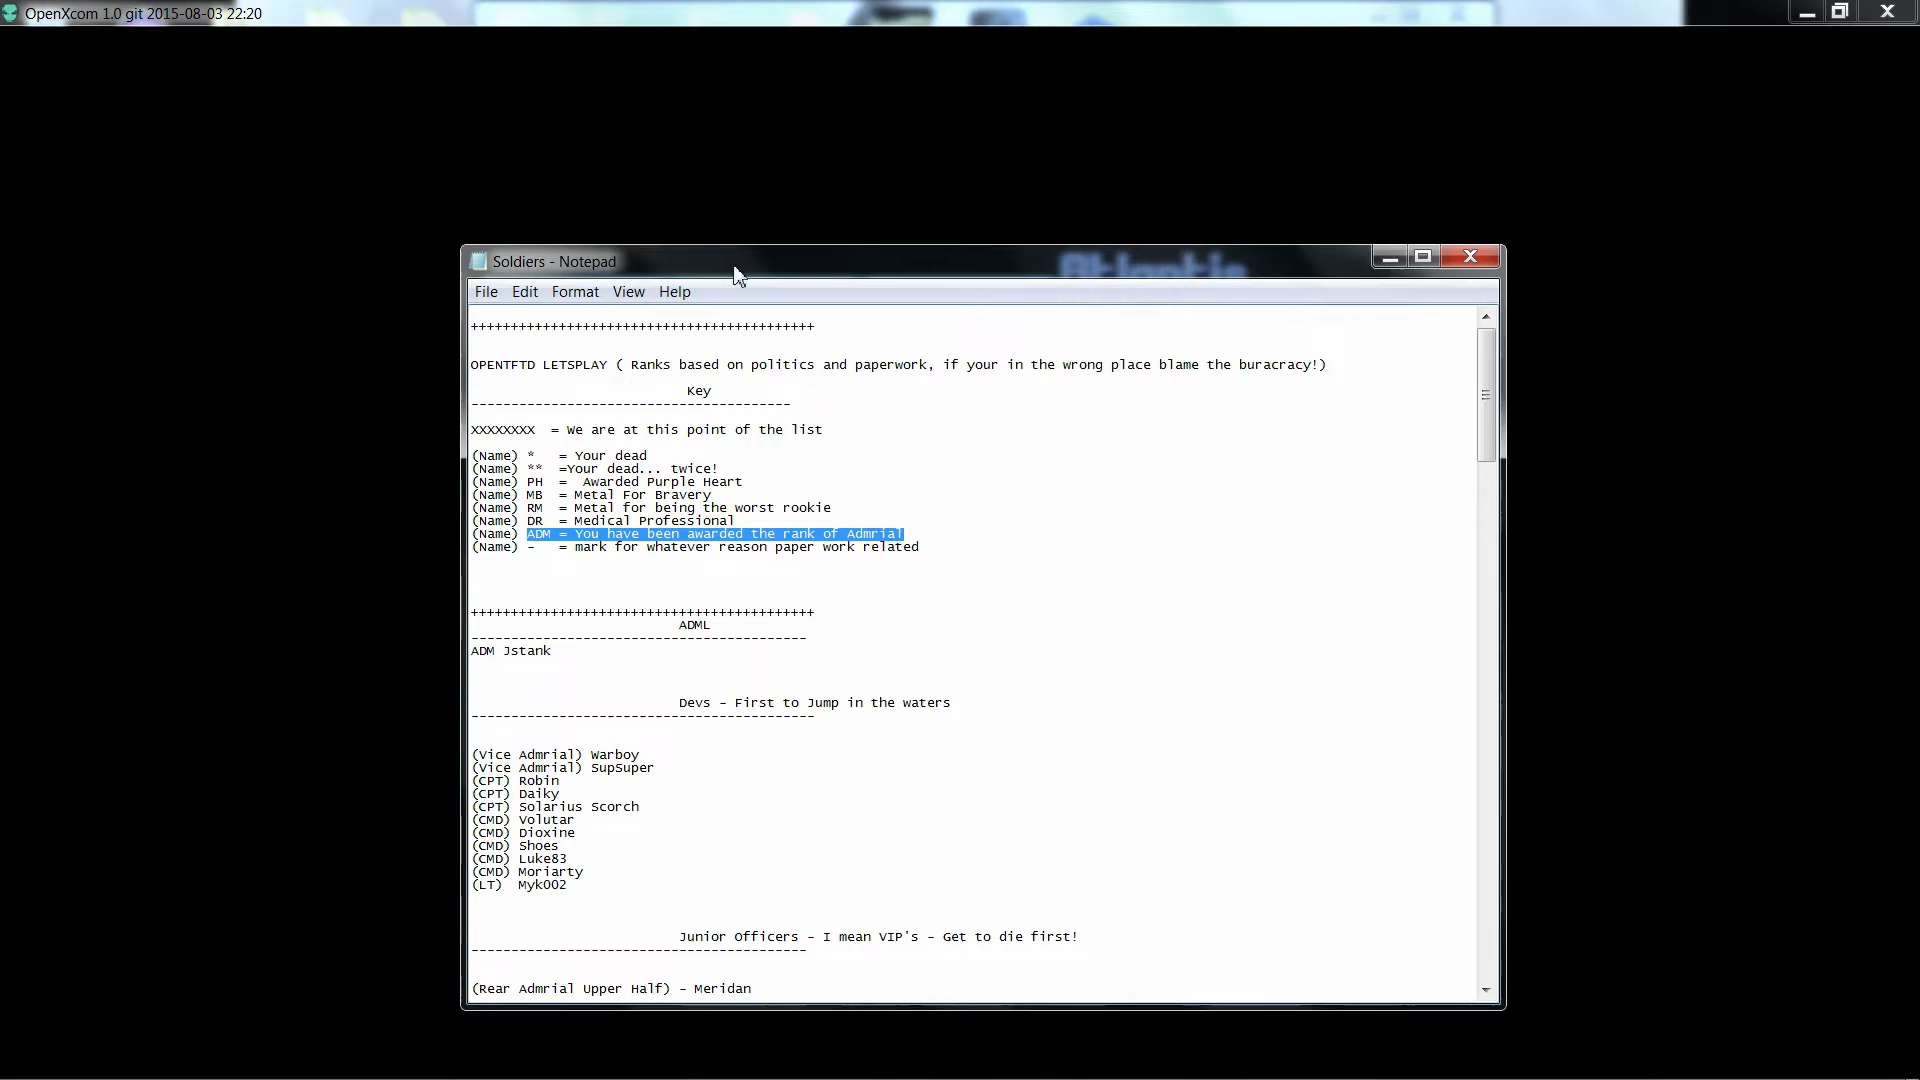 OpenXcom 1.0 git 2015-08-03 22:20
Atlantis
Soldiers - Notepad
File Edit Format View Help
+++++++++++++++++++++++++++++++++++++++++++
OPENTFTD LETSPLAY ( Ranks based on politics and paperwork, if your in the wrong place blame the buracracy!)
Key
----------------------------------------
XXXXXXXX = We are at this point of the list
(Name) * = Your dead
(Name) ** =Your dead... twice!
(Name) PH = Awarded Purple Heart
(Name) MB = Metal For Bravery
(Name) RM = Metal for being the worst rookie
(Name) DR = Medical Professional
(Name) ADM = You have been awarded the rank of Admrial
(Name) - = mark for whatever reason paper work related
+++++++++++++++++++++++++++++++++++++++++++
ADML
------------------------------------------
ADM Jstank
Devs - First to Jump in the waters
-------------------------------------------
(Vice Admrial) Warboy
(Vice Admrial) SupSuper
(CPT) Robin
(CPT) Daiky
(CPT) Solarius Scorch
(CMD) Volutar
(CMD) Dioxine
(CMD) Shoes
(CMD) Luke83
(CMD) Moriarty
(LT) Myk002
Junior Officers - I mean VIP's - Get to die first!
------------------------------------------
(Rear Admrial Upper Half) - Meridan